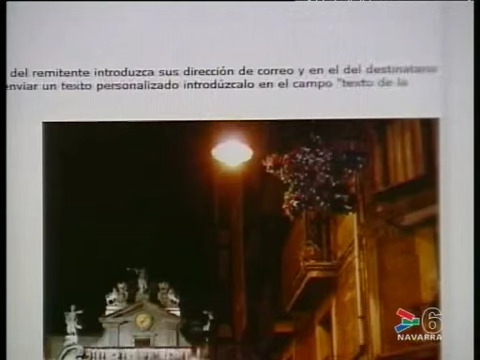 del remitente introduzca sus dirección de correo y en el del destinatario
enviar un texto personalizado introdúzcalo en el campo "texto de la
6
NAVARRA